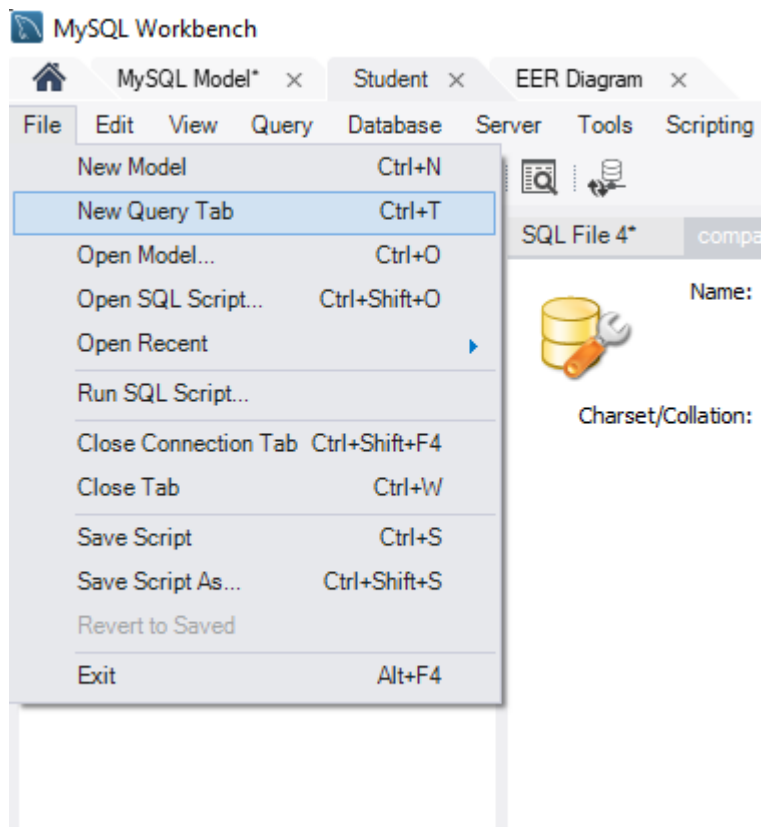 MySQL Workbench
MySQL Model* × Student × EER Diagram ×
File Edit View Query Database Server Tools Scripting
New Model Ctrl+N
New Query Tab Ctrl+T
Open Model... Ctrl+O
Open SQL Script... Ctrl+Shift+O
Open Recent
Run SQL Script...
Close Connection Tab Ctrl+Shift+F4
Close Tab Ctrl+W
Save Script Ctrl+S
Save Script As... Ctrl+Shift+S
Revert to Saved
Exit Alt+F4
SQL File 4* compa
Name:
Charset/Collation: